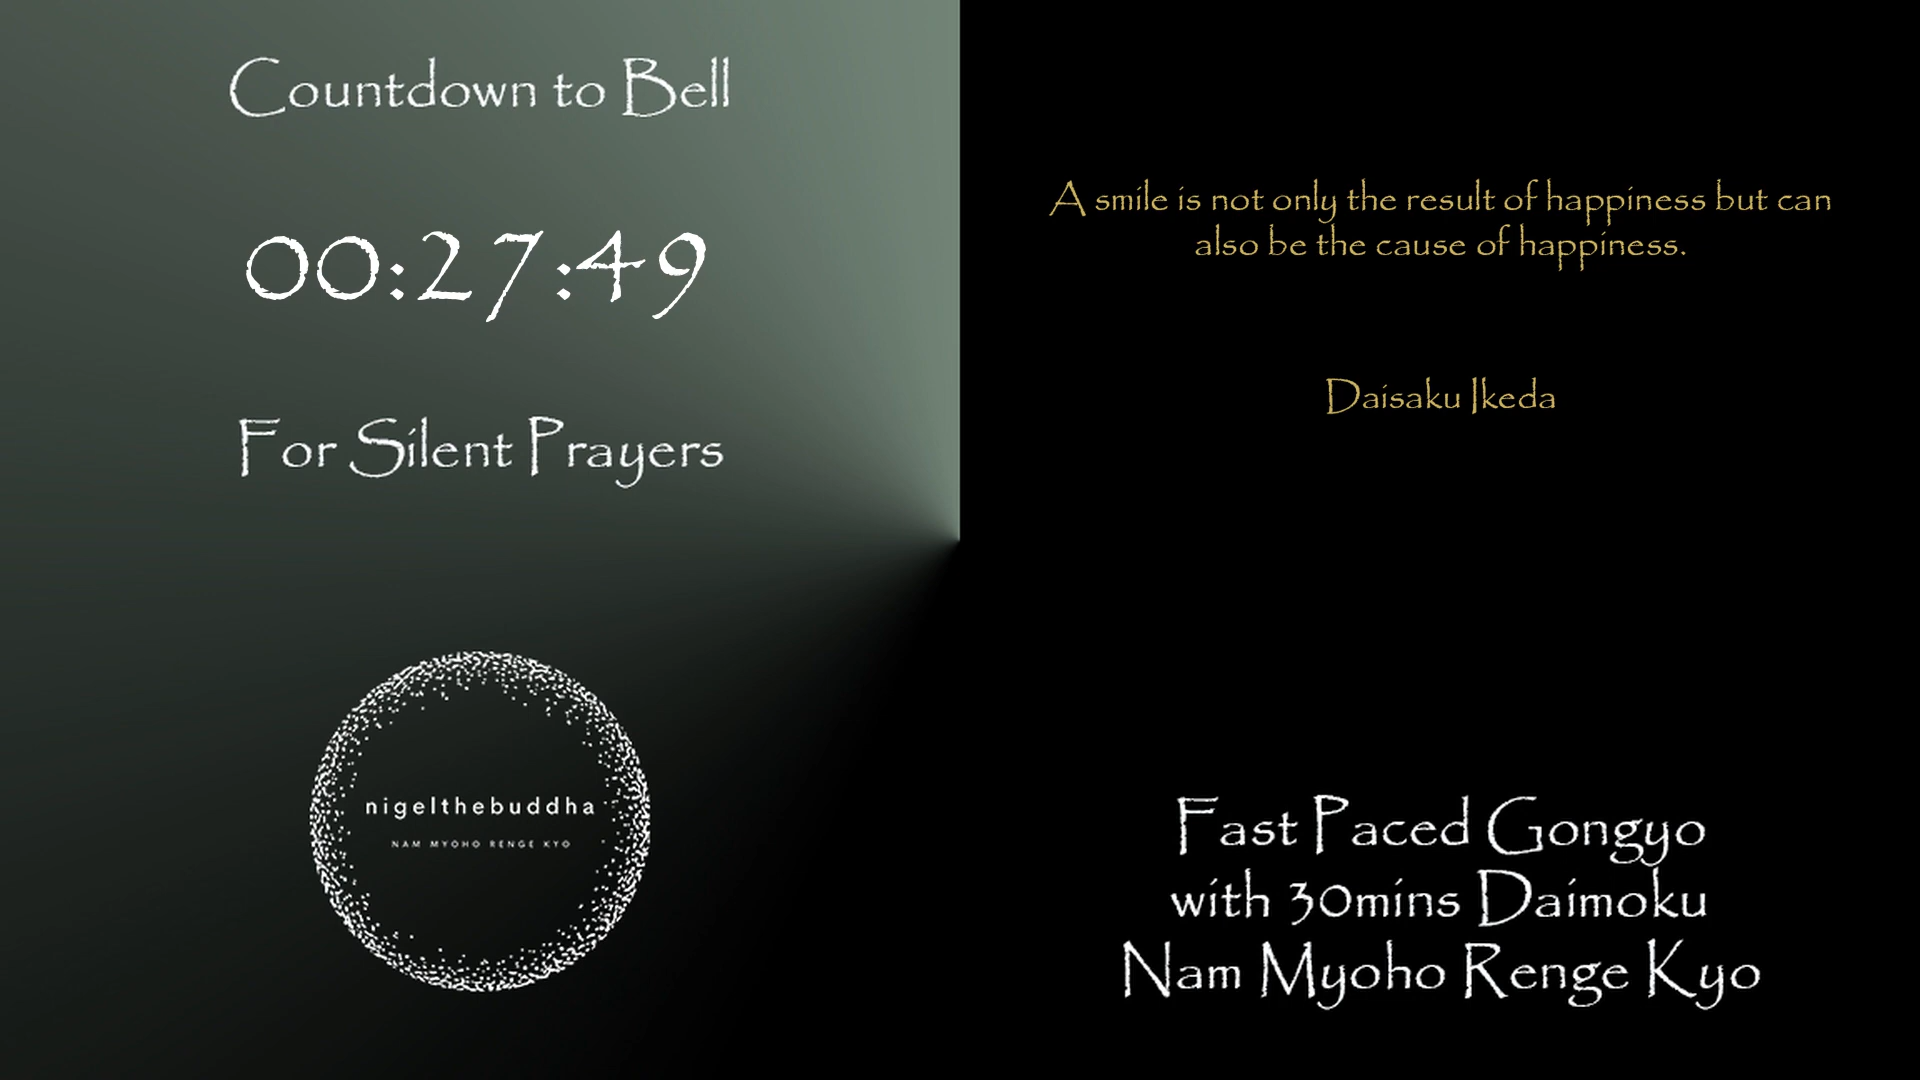 Countdown to Bell
00:27:49
For Silent Prayers
nigelthebuddha
NAM MYOHO RENGE KYO
A smile is not only the result of happiness but can
also be the cause of happiness.
Daisaku Ikeda
Fast Paced Gongyo
with 30mins Daimoku
Nam Myoho Renge Kyo